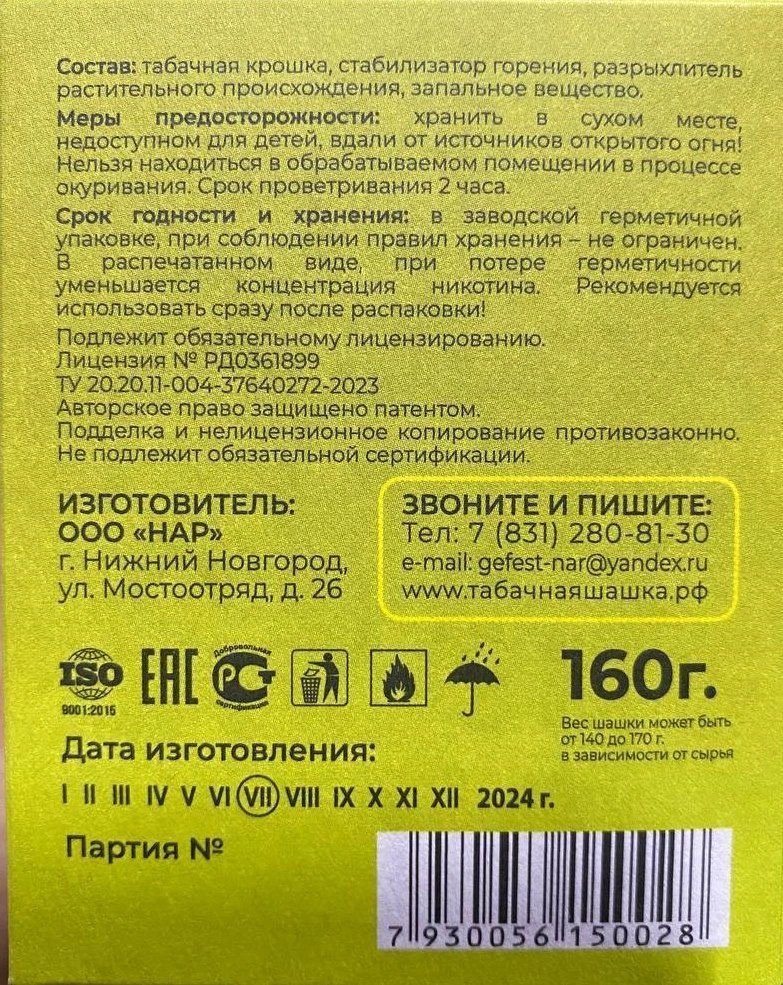 Состав: табачная крошка, стабилизатор горения, разрыхлитель
растительного происхождения, запальное вещество.
Меры предосторожности: хранить в сухом месте,
недоступном для детей, вдали от источников открытого огня!
Нельзя находиться в обрабатываемом помещении в процессе
окуривания. Срок проветривания 2 часа.
Срок годности и хранения: в заводской герметичной
упаковке, при соблюдении правил хранения – не ограничен.
В распечатанном виде, при потере герметичности
уменьшается концентрация никотина. Рекомендуется
использовать сразу после распаковки!
Подлежит обязательному лицензированию.
Лицензия № РД0361899
ТУ 20.20.11-004-37640272-2023
Авторское право защищено патентом.
Подделка и нелицензионное копирование противозаконно.
Не подлежит обязательной сертификации.
ИЗГОТОВИТЕЛЬ:
ООО «НАР»
г. Нижний Новгород,
ул. Мостоотряд, д. 26
ЗВОНИТЕ И ПИШИТЕ:
Тел: 7 (831) 280-81-30
e-mail: gefest-nar@yandex.ru
www.табачнаяшашка.рф
ISO
9001:2015
ЕАС
Добровольная
РСТ
сертификация
160г.
Вес шашки может быть
от 140 до 170 г.
в зависимости от сырья
Дата изготовления:
I II III IV V VI VII VIII IX X XI XII 2024 г.
Партия №
7 930056 150028